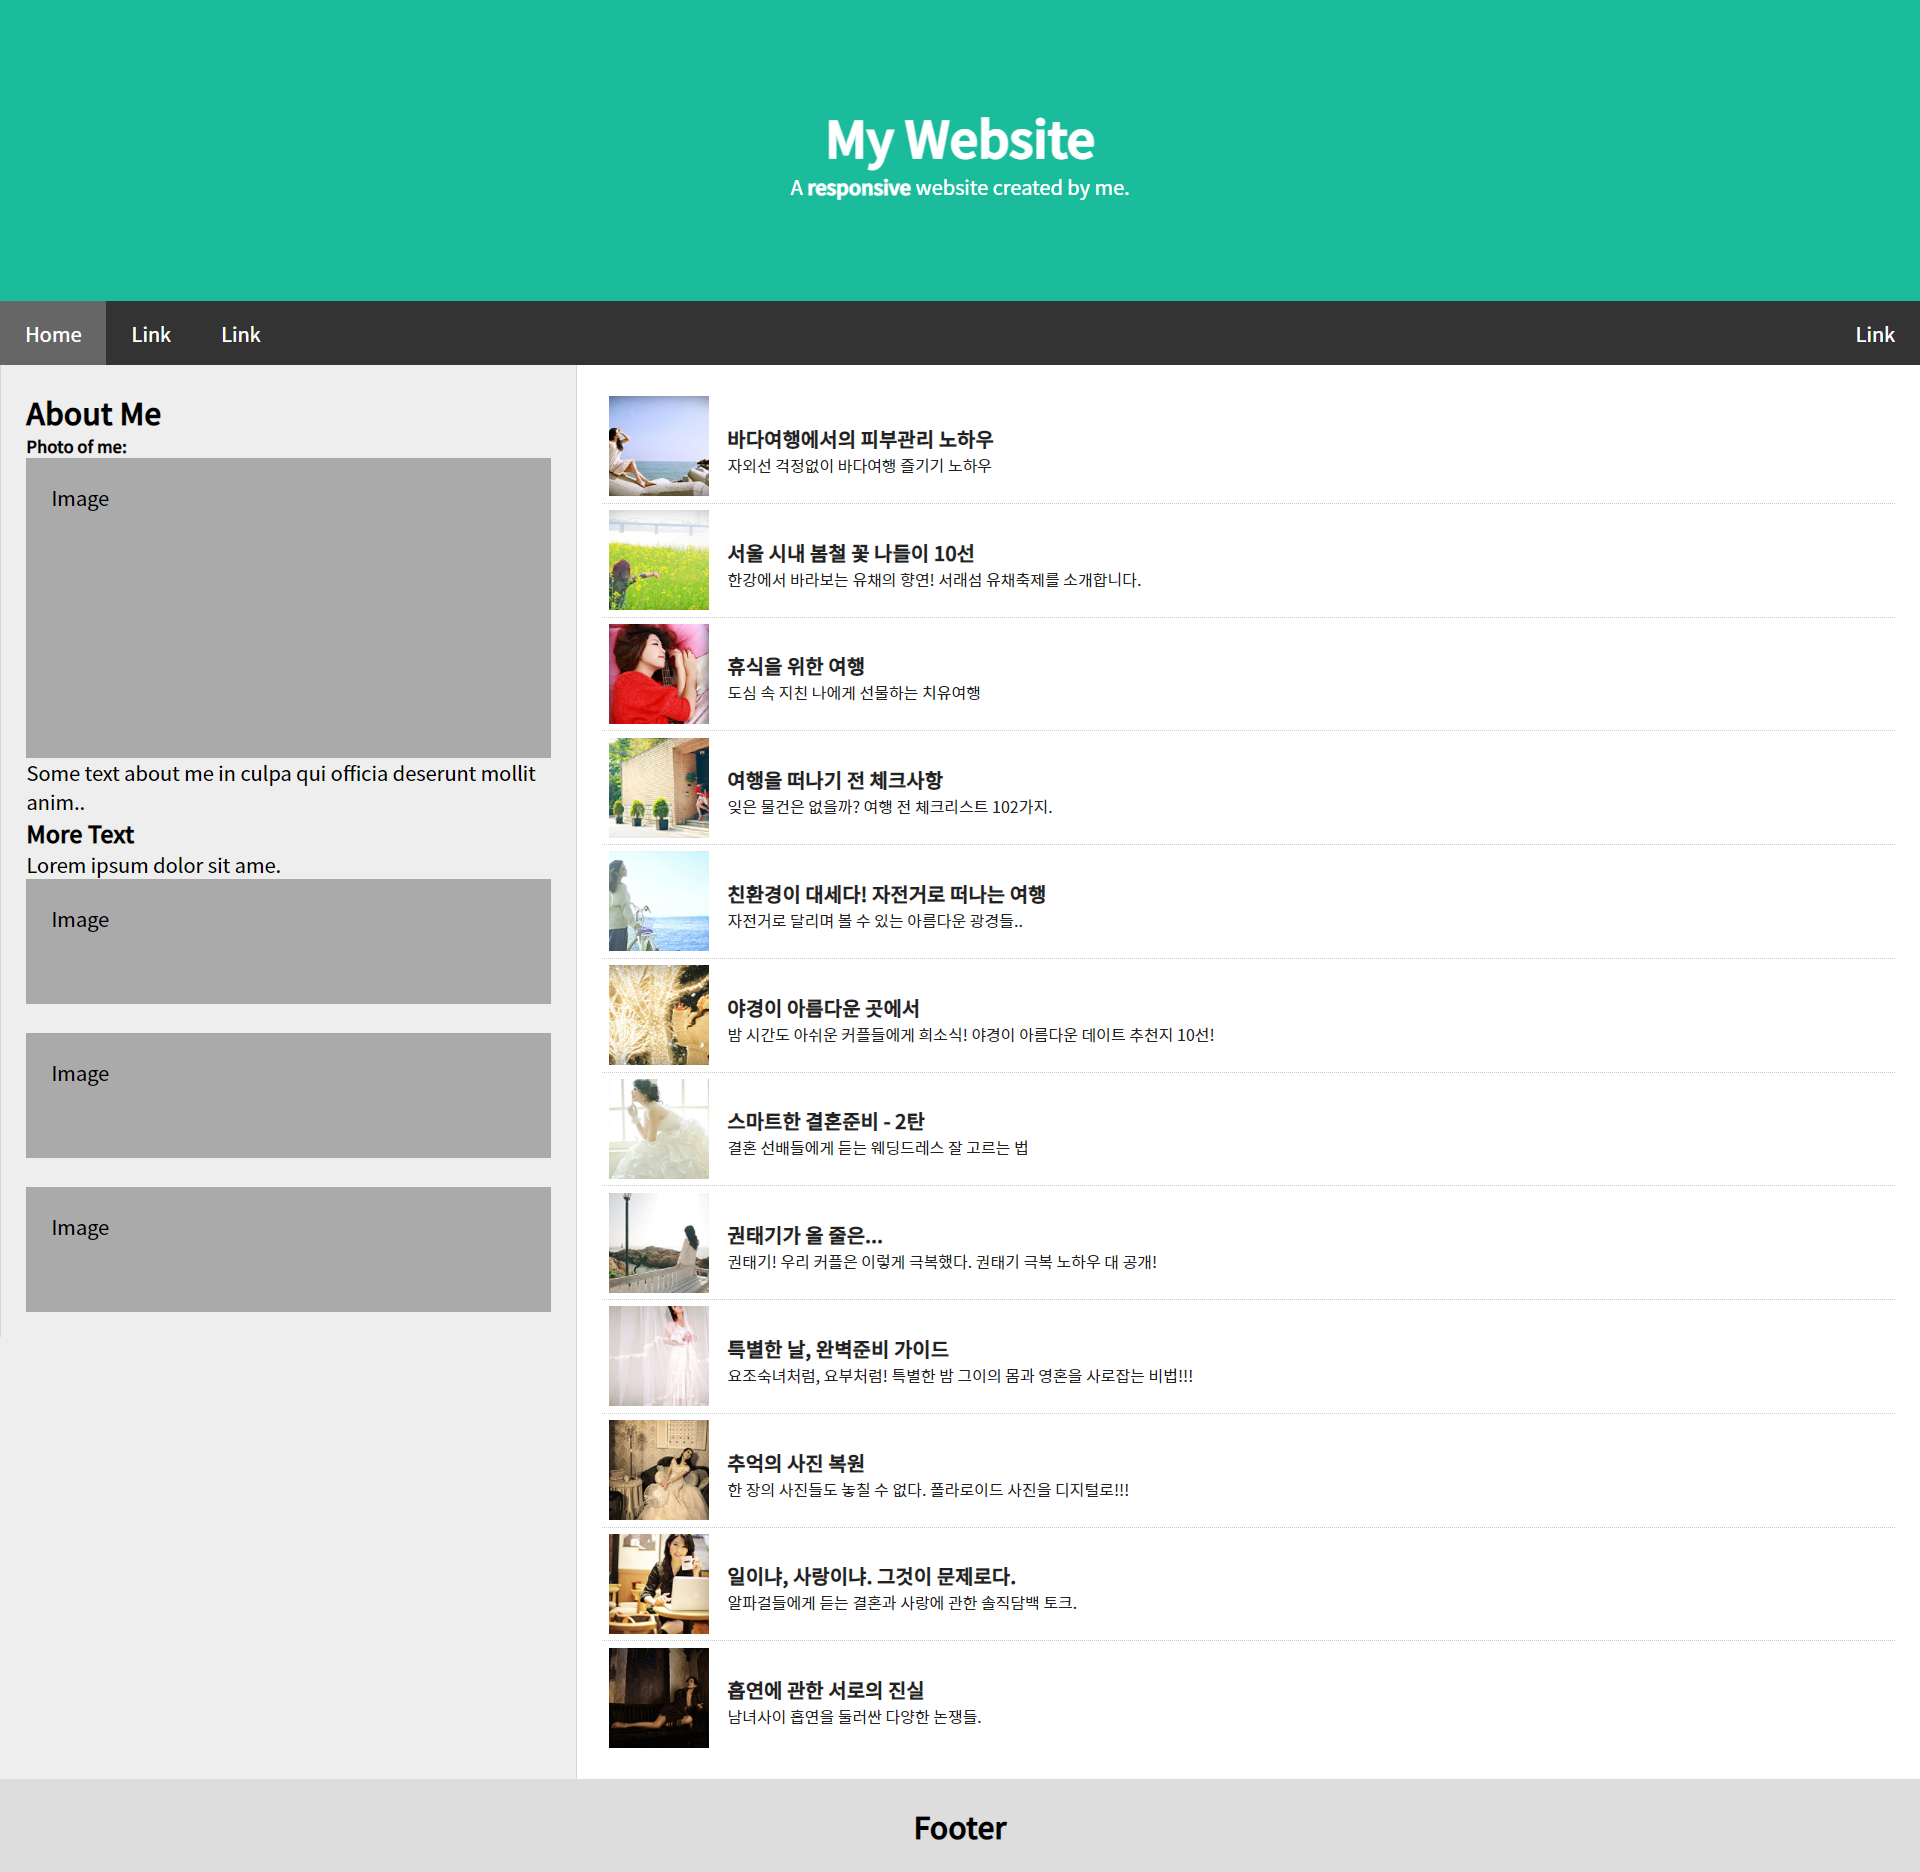 My Website
A responsive website created by me.
Home
Link
Link
Link
About Me
Photo of me:
Image
Some text about me in culpa qui officia deserunt mollit
anim..
More Text
Lorem ipsum dolor sit ame.
Image
Image
Image
바다여행에서의 피부관리 노하우
자외선 걱정없이 바다여행 즐기기 노하우
서울 시내 봄철 꽃 나들이 10선
한강에서 바라보는 유채의 향연! 서래섬 유채축제를 소개합니다.
휴식을 위한 여행
도심 속 지친 나에게 선물하는 치유여행
여행을 떠나기 전 체크사항
잊은 물건은 없을까? 여행 전 체크리스트 102가지.
친환경이 대세다! 자전거로 떠나는 여행
자전거로 달리며 볼 수 있는 아름다운 광경들..
야경이 아름다운 곳에서
밤 시간도 아쉬운 커플들에게 희소식! 야경이 아름다운 데이트 추천지 10선!
스마트한 결혼준비 - 2탄
결혼 선배들에게 듣는 웨딩드레스 잘 고르는 법
권태기가 올 줄은...
권태기! 우리 커플은 이렇게 극복했다. 권태기 극복 노하우 대 공개!
특별한 날, 완벽준비 가이드
요조숙녀처럼, 요부처럼! 특별한 밤 그이의 몸과 영혼을 사로잡는 비법!!!
추억의 사진 복원
한 장의 사진들도 놓칠 수 없다. 폴라로이드 사진을 디지털로!!!
일이냐, 사랑이냐. 그것이 문제로다.
알파걸들에게 듣는 결혼과 사랑에 관한 솔직담백 토크.
흡연에 관한 서로의 진실
남녀사이 흡연을 둘러싼 다양한 논쟁들.
Footer